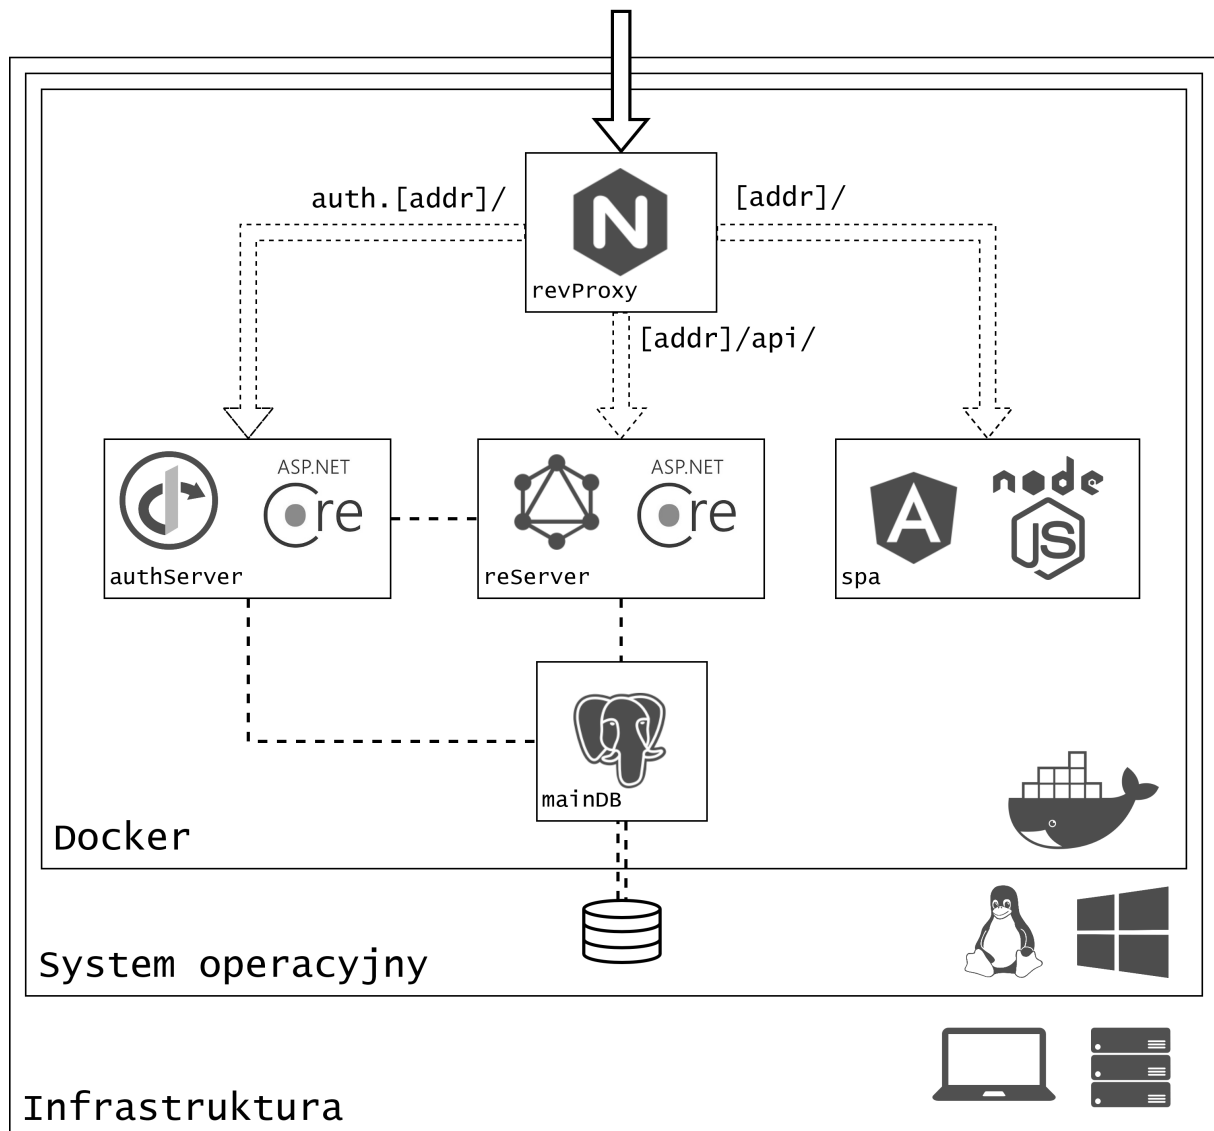 auth.[addr]/
[addr]/
N
revProxy
[addr]/api/
ASP.NET
Core
authServer
ASP.NET
Core
reServer
A
node
JS
spa
mainDB
Docker
System operacyjny
Infrastruktura